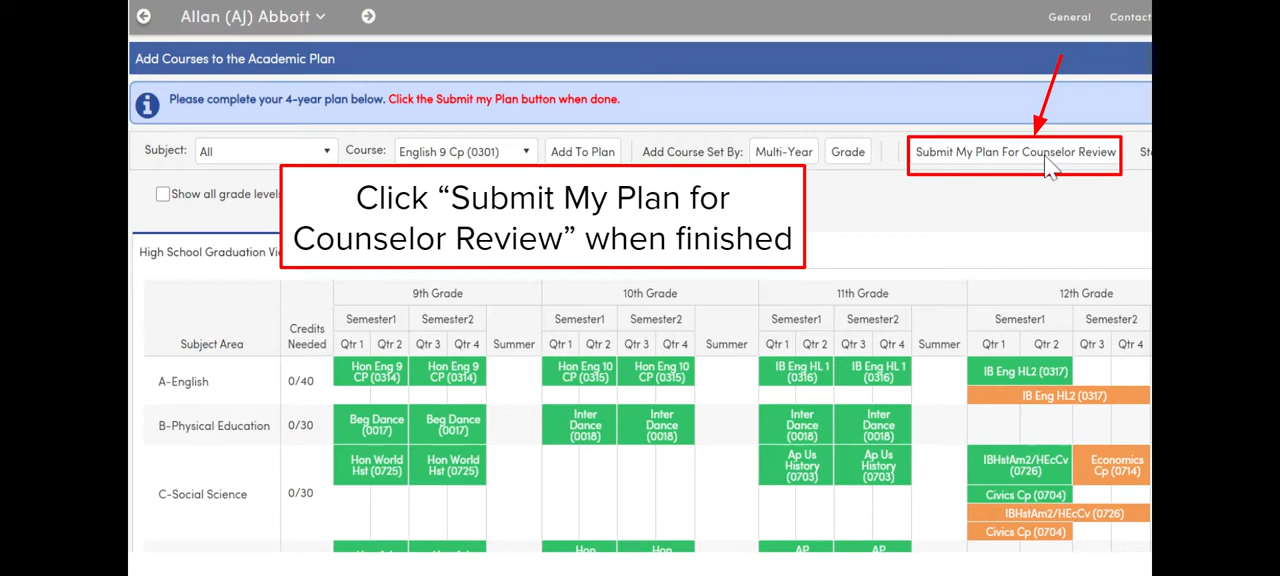 Allan (AJ) Abbott
General Contact
Add Courses to the Academic Plan
Please complete your 4-year plan below. Click the Submit my Plan button when done.
Subject: All Course: English 9 Cp (0301) Add To Plan Add Course Set By: Multi-Year Grade Submit My Plan For Counselor Review
Show all grade levels
Click “Submit My Plan for
Counselor Review” when finished
High School Graduation Vi
9th Grade 10th Grade 11th Grade 12th Grade
Subject Area Credits Needed Semester1 Semester2 Semester1 Semester2 Semester1 Semester2 Semester1 Semester2
Qtr 1 Qtr 2 Qtr 3 Qtr 4 Summer Qtr 1 Qtr 2 Qtr 3 Qtr 4 Summer Qtr 1 Qtr 2 Qtr 3 Qtr 4 Summer Qtr 1 Qtr 2 Qtr 3 Qtr 4
A-English 0/40 Hon Eng 9 CP (0314) Hon Eng 9 CP (0314) Hon Eng 10 CP (0315) Hon Eng 10 CP (0315) IB Eng HL 1 (0316) IB Eng HL 1 (0316) IB Eng HL2 (0317)
IB Eng HL2 (0317)
B-Physical Education 0/30 Beg Dance (0017) Beg Dance (0017) Inter Dance (0018) Inter Dance (0018) Inter Dance (0018) Inter Dance (0018)
C-Social Science 0/30 Hon World Hst (0725) Hon World Hst (0725) Ap Us History (0703) Ap Us History (0703) IBHstAm2/HEcCv (0726) Economics Cp (0714)
Civics Cp (0704)
IBHstAm2/HEcCv (0726)
Civics Cp (0704)
Hon Hon AP AP